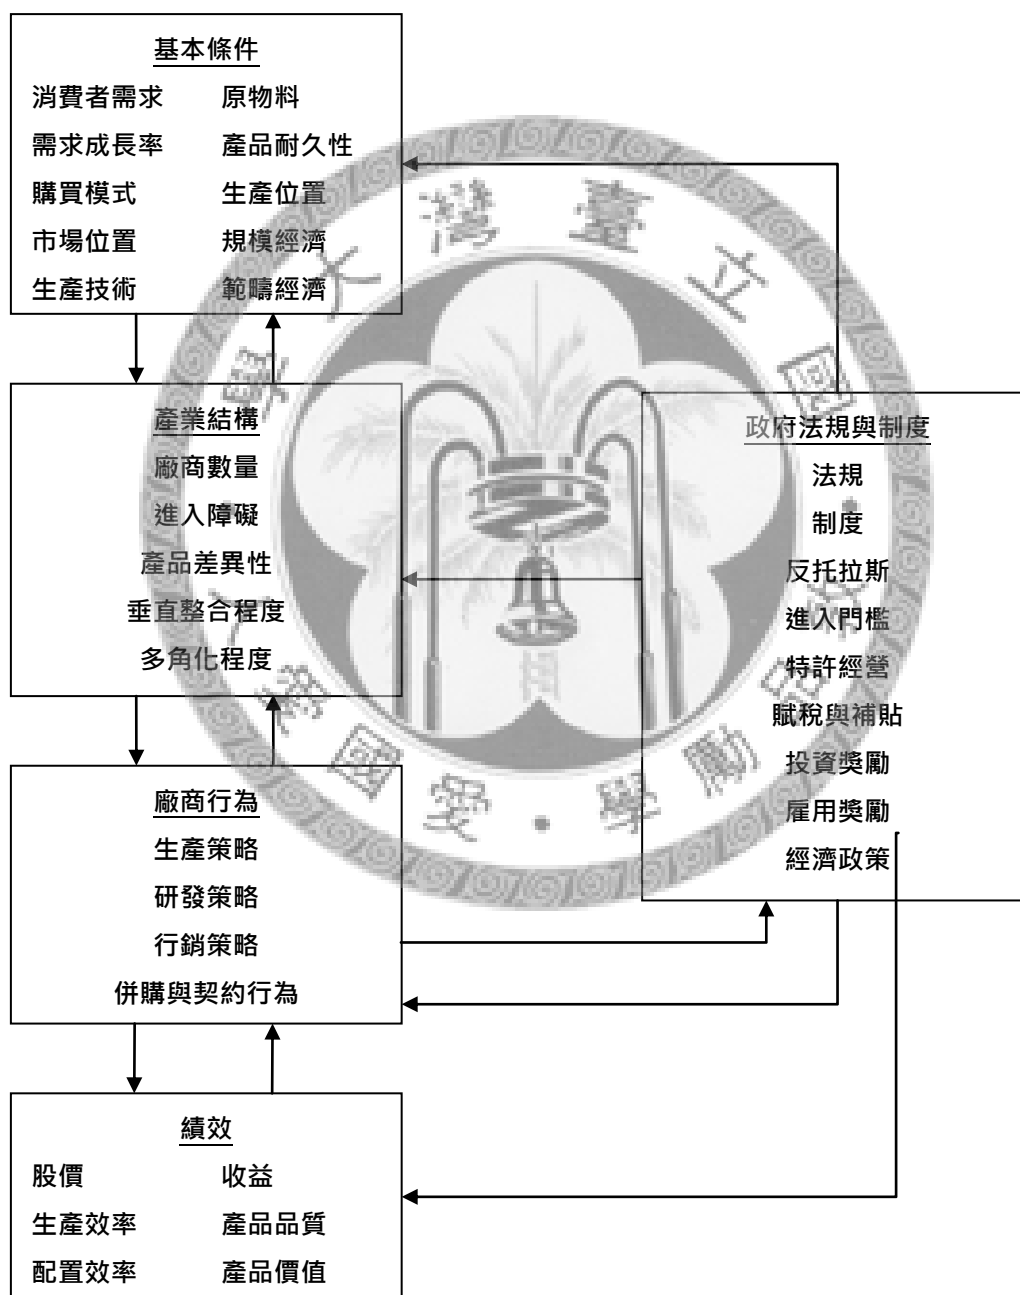 基本條件
消費者需求 原物料
需求成長率 產品耐久性
購買模式 生產位置
市場位置 規模經濟
生產技術 範疇經濟
產業結構
廠商數量
進入障礙
產品差異性
垂直整合程度
多角化程度
廠商行為
生產策略
研發策略
行銷策略
併購與契約行為
績效
股價 收益
生產效率 產品品質
配置效率 產品價值
政府法規與制度
法規
制度
反托拉斯
進入門檻
特許經營
賦稅與補貼
投資獎勵
雇用獎勵
經濟政策
國立臺灣大學